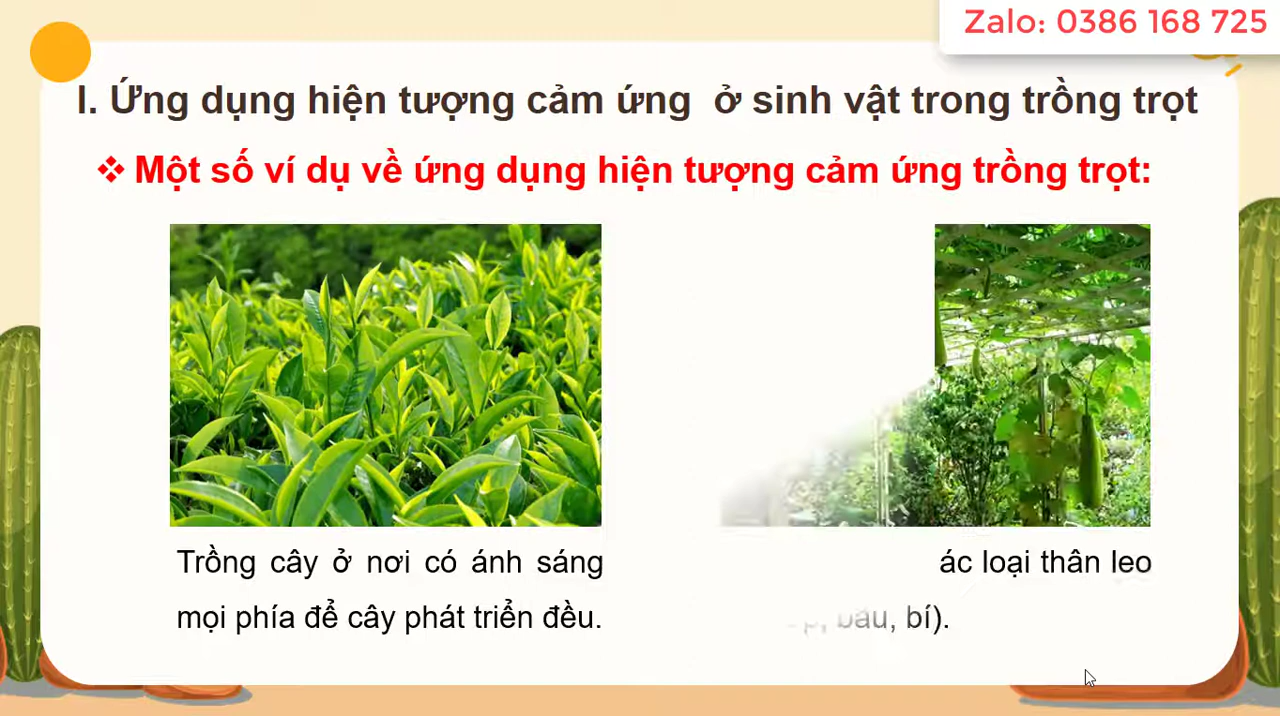 Zalo: 0386 168 725
I. Ứng dụng hiện tượng cảm ứng ở sinh vật trong trồng trọt
❖ Một số ví dụ về ứng dụng hiện tượng cảm ứng trồng trọt:
Trồng cây ở nơi có ánh sáng
mọi phía để cây phát triển đều.
ác loại thân leo
bầu, bí).